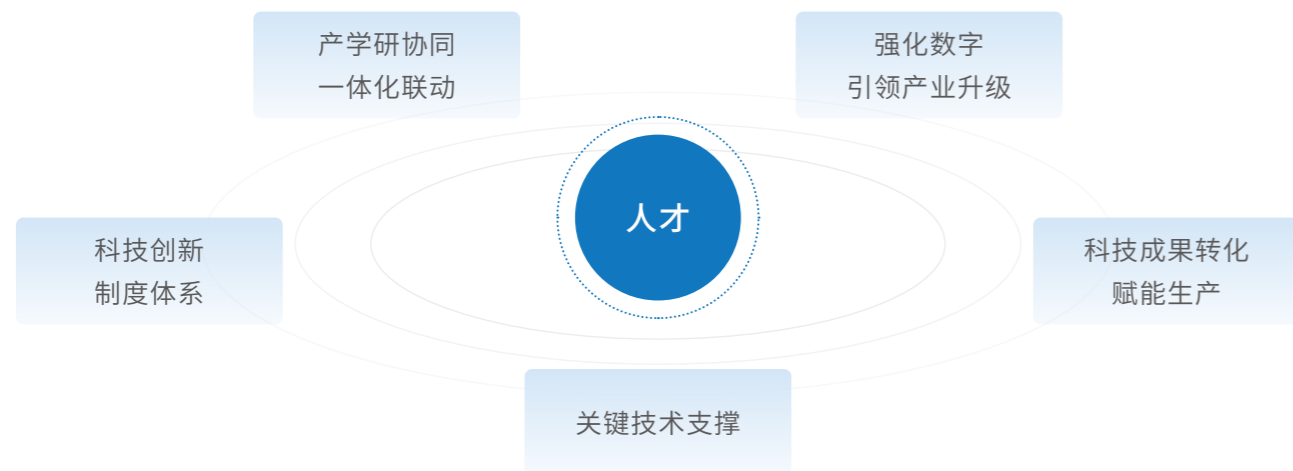 产学研协同
一体化联动
强化数字
引领产业升级
人才
科技创新
制度体系
科技成果转化
赋能生产
关键技术支撑